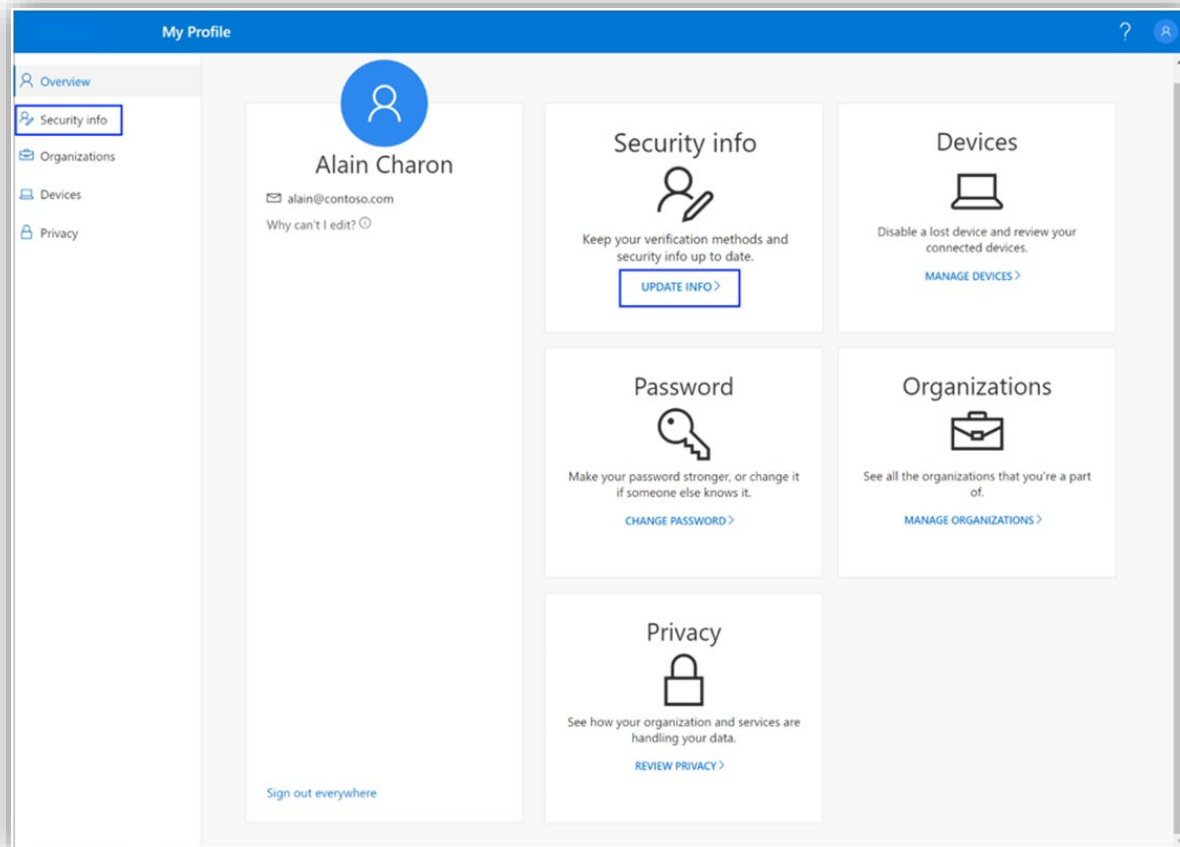 My Profile
?
Overview
Security info
Organizations
Devices
Privacy
Alain Charon
alain@contoso.com
Why can't I edit?
Sign out everywhere
Security info
Keep your verification methods and
security info up to date.
UPDATE INFO >
Devices
Disable a lost device and review your
connected devices.
MANAGE DEVICES >
Password
Make your password stronger, or change it
if someone else knows it.
CHANGE PASSWORD >
Organizations
See all the organizations that you're a part
of.
MANAGE ORGANIZATIONS >
Privacy
See how your organization and services are
handling your data.
REVIEW PRIVACY >